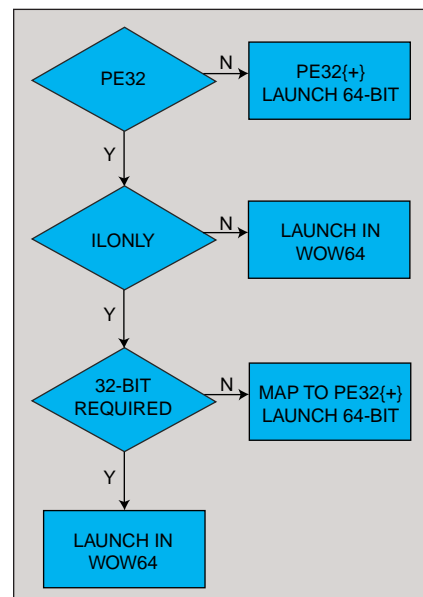 PE32
N
PE32{+}
LAUNCH 64-BIT
Y
ILONLY
N
LAUNCH IN
WOW64
Y
32-BIT
REQUIRED
N
MAP TO PE32{+}
LAUNCH 64-BIT
Y
LAUNCH IN
WOW64